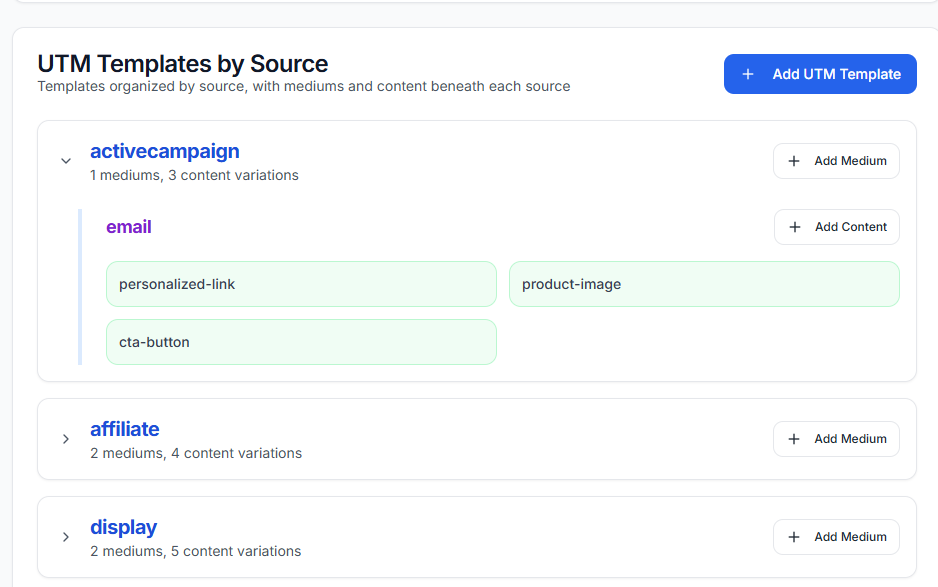 UTM Templates by Source
Templates organized by source, with mediums and content beneath each source
+ Add UTM Template
activecampaign
1 mediums, 3 content variations
+ Add Medium
email
+ Add Content
personalized-link
product-image
cta-button
affiliate
2 mediums, 4 content variations
+ Add Medium
display
2 mediums, 5 content variations
+ Add Medium